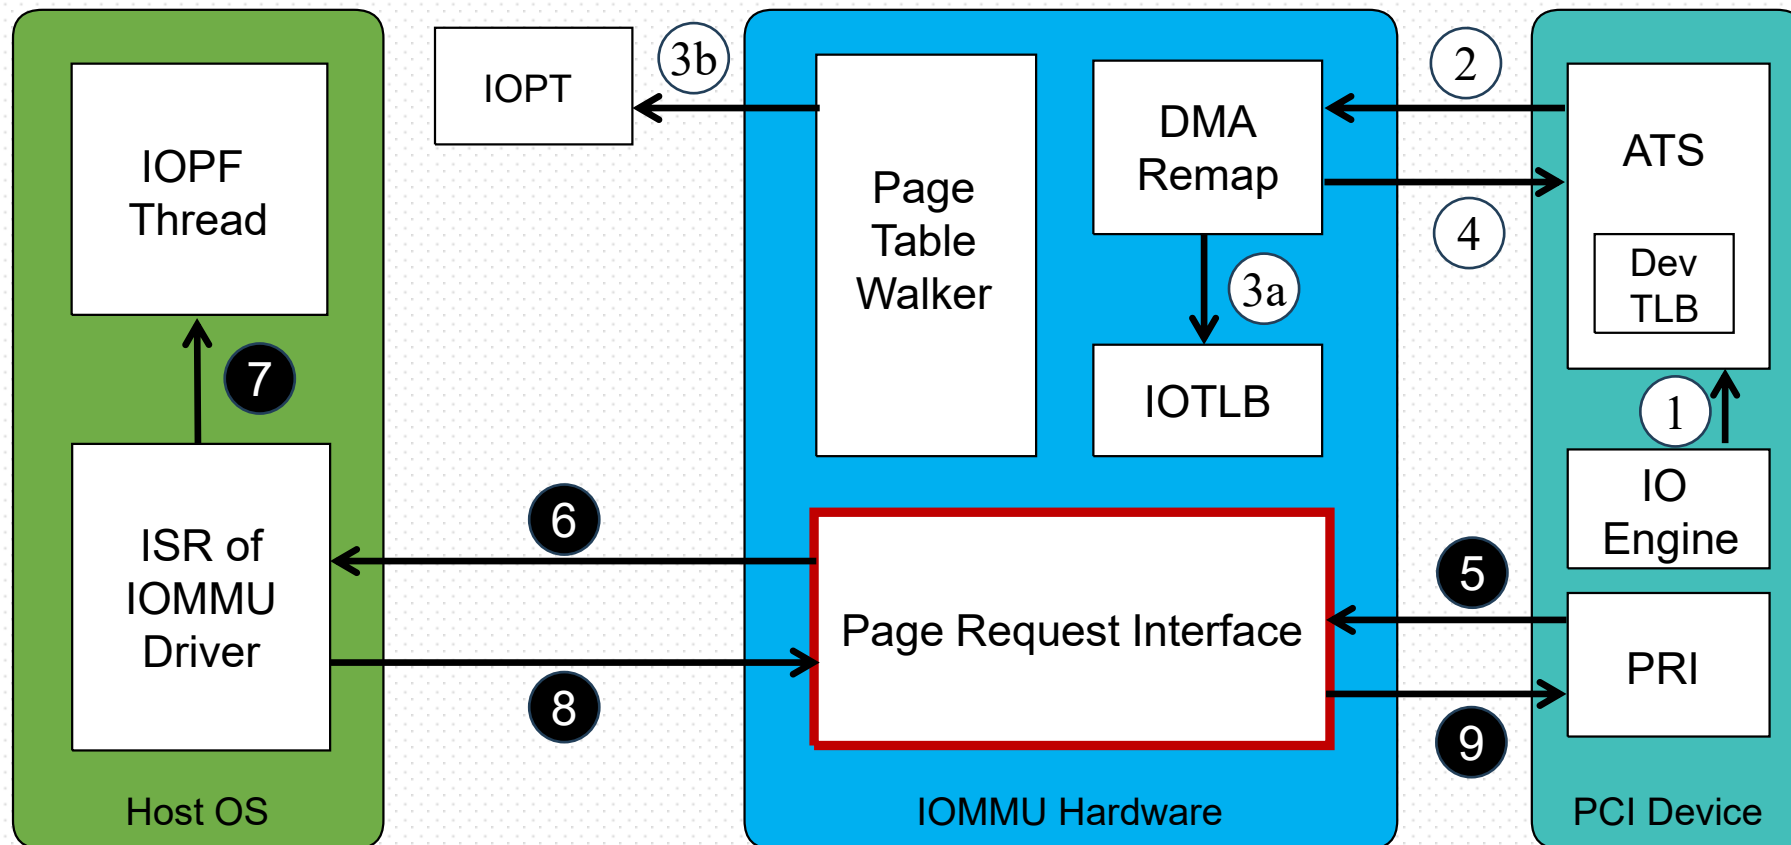 IOPF
Thread
7
ISR of
IOMMU
Driver
Host OS
IOPT
3b
6
8
Page
Table
Walker
DMA
Remap
3a
IOTLB
Page Request Interface
IOMMU Hardware
2
4
5
9
ATS
Dev
TLB
1
IO
Engine
PRI
PCI Device